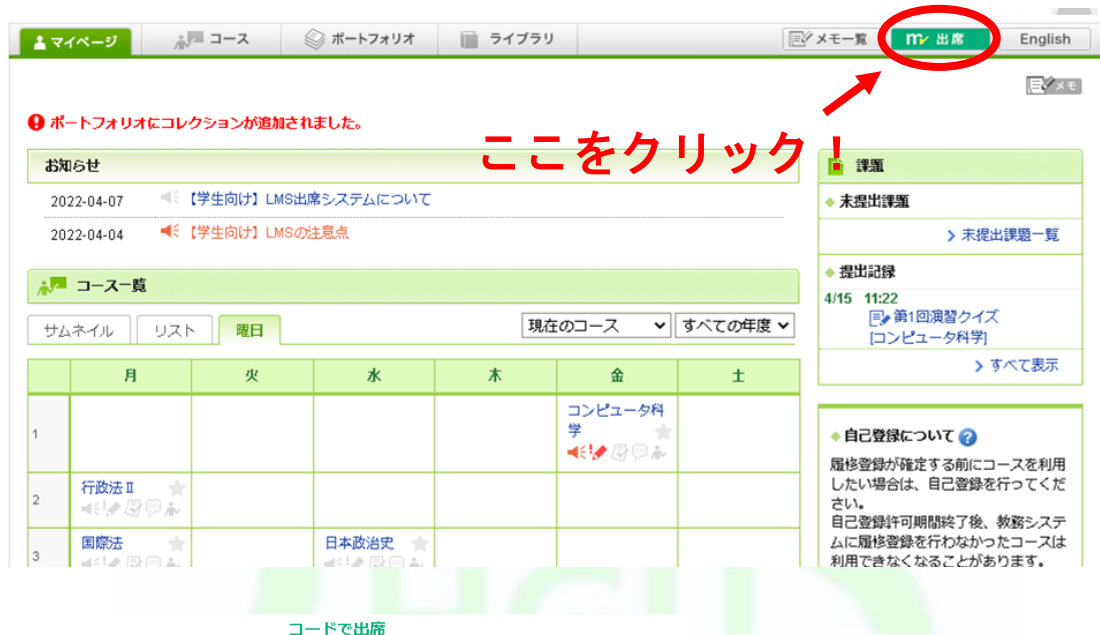 マイページ コース ポートフォリオ ライブラリ メモ一覧 出席 English
メモ
ポートフォリオにコレクションが追加されました。
ここをクリック！
お知らせ
2022-04-07 【学生向け】LMS出席システムについて
2022-04-04 【学生向け】LMSの注意点
コース一覧
サムネイル リスト 曜日 現在のコース すべての年度
月 火 水 木 金 土
1 コンピュータ科学
2 行政法Ⅱ
3 国際法 日本政治史
課題
未提出課題
未提出課題一覧
提出記録
4/15 11:22
第1回演習クイズ
[コンピュータ科学]
すべて表示
自己登録について
履修登録が確定する前にコースを利用
したい場合は、自己登録を行ってくだ
さい。
自己登録許可期間終了後、教務システ
ムに履修登録を行わなかったコースは
利用できなくなることがあります。
コードで出席